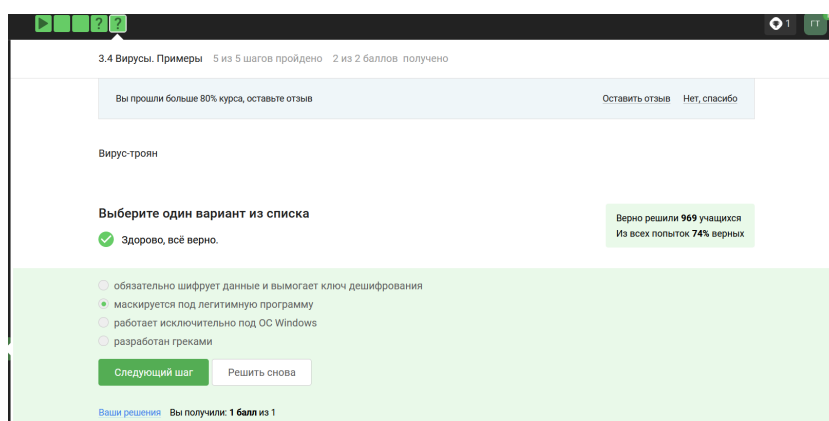 ? ?
1 ГТ
3.4 Вирусы. Примеры 5 из 5 шагов пройдено 2 из 2 баллов получено
Вы прошли больше 80% курса, оставьте отзыв Оставить отзыв Нет, спасибо
Вирус-троян
Выберите один вариант из списка
Здорово, всё верно.
Верно решили 969 учащихся
Из всех попыток 74% верных
обязательно шифрует данные и вымогает ключ дешифрования
маскируется под легитимную программу
работает исключительно под ОС Windows
разработан греками
Следующий шаг Решить снова
Ваши решения Вы получили: 1 балл из 1